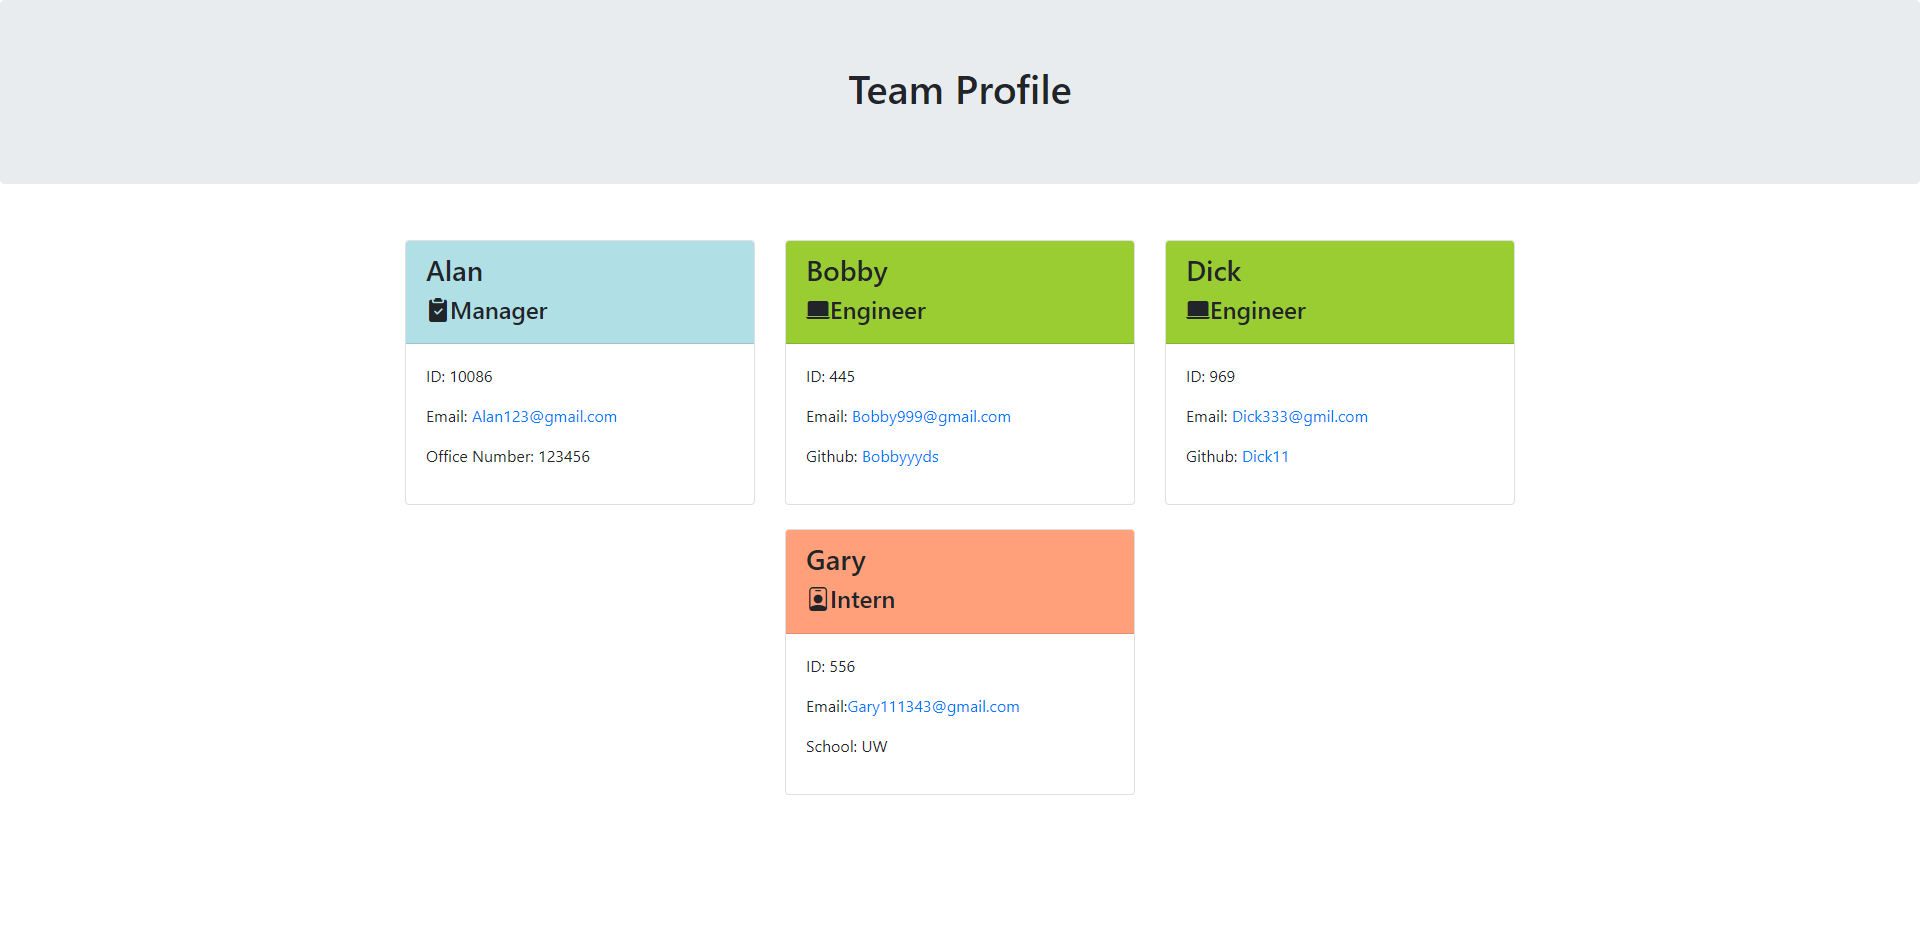 Team Profile
Alan
Manager
ID: 10086
Email: Alan123@gmail.com
Office Number: 123456
Bobby
Engineer
ID: 445
Email: Bobby999@gmail.com
Github: Bobbyyyds
Dick
Engineer
ID: 969
Email: Dick333@gmil.com
Github: Dick11
Gary
Intern
ID: 556
Email:Gary111343@gmail.com
School: UW